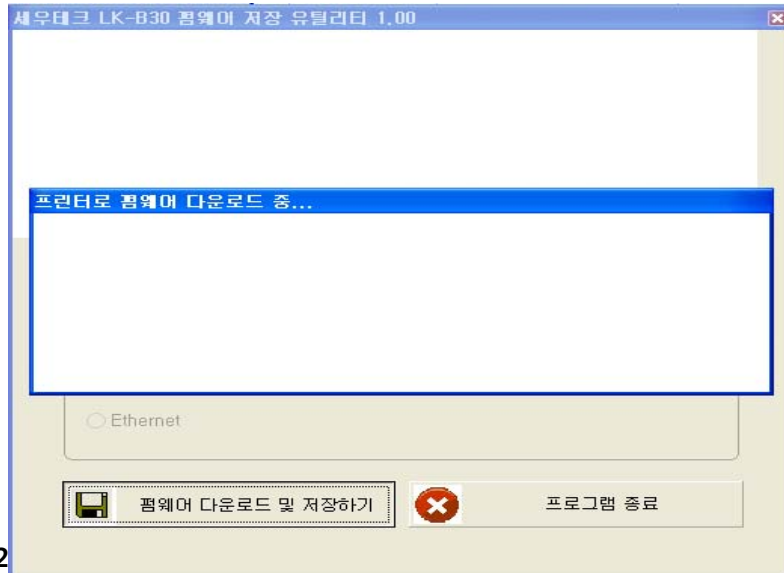 세우테크 LK-B30 펌웨어 저장 유틸리티 1.00
프린터로 펌웨어 다운로드 중...
Ethernet
펌웨어 다운로드 및 저장하기
프로그램 종료
2